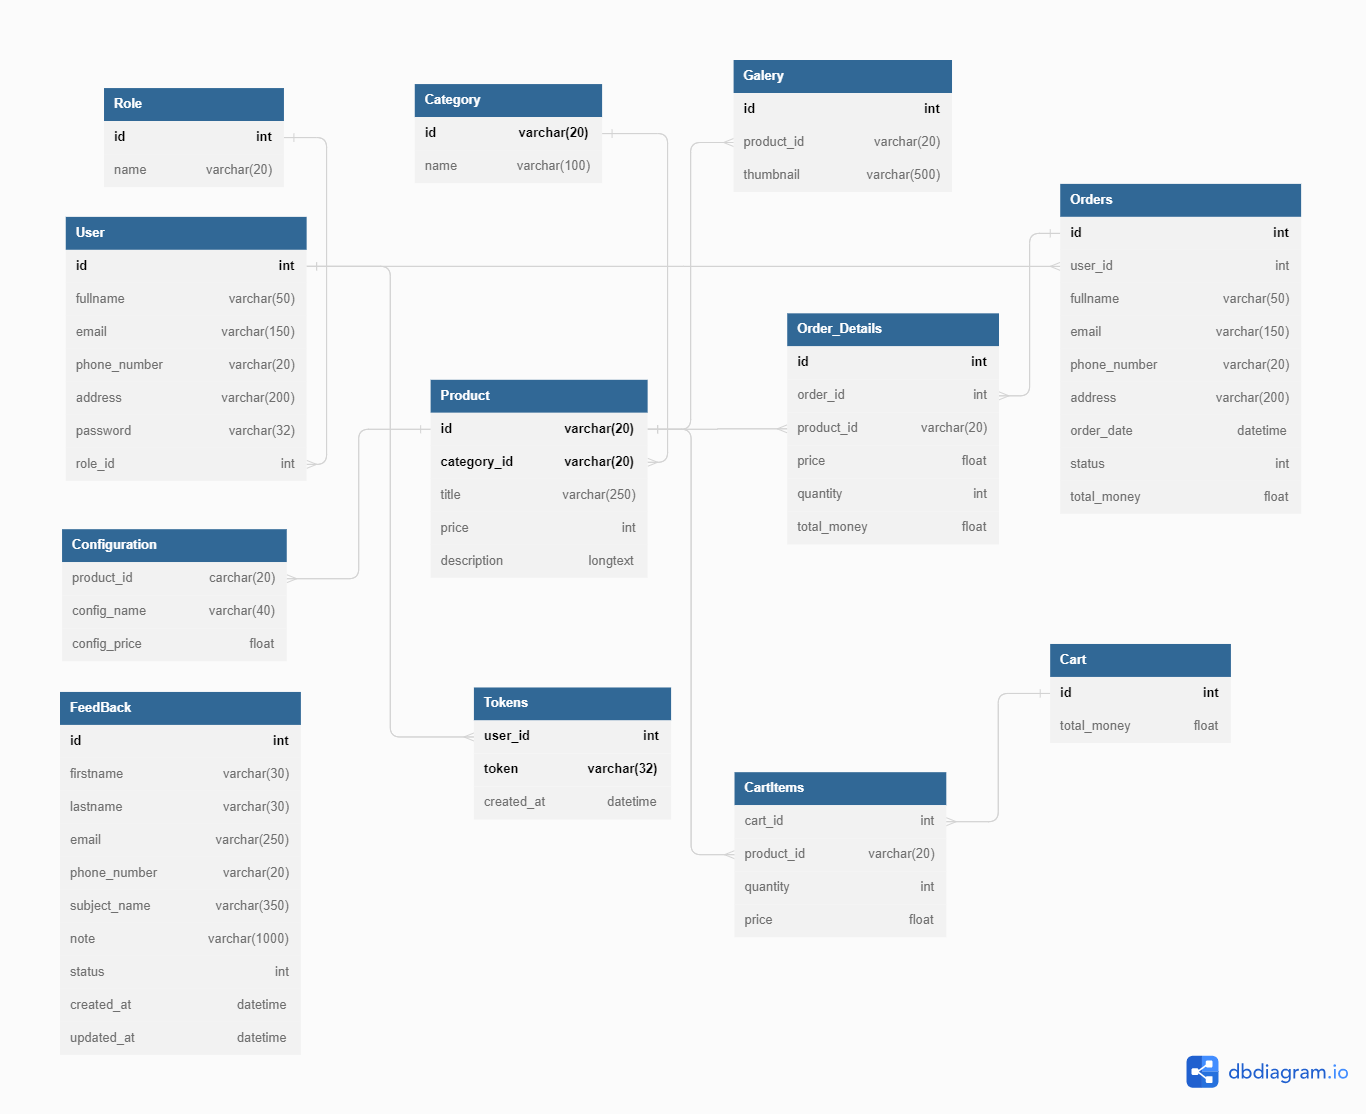 Role
id int
name varchar(20)
Category
id varchar(20)
name varchar(100)
Galery
id int
product_id varchar(20)
thumbnail varchar(500)
Orders
id int
user_id int
fullname varchar(50)
email varchar(150)
phone_number varchar(20)
address varchar(200)
order_date datetime
status int
total_money float
User
id int
fullname varchar(50)
email varchar(150)
phone_number varchar(20)
address varchar(200)
password varchar(32)
role_id int
Order_Details
id int
order_id int
product_id varchar(20)
price float
quantity int
total_money float
Product
id varchar(20)
category_id varchar(20)
title varchar(250)
price int
description longtext
Configuration
product_id carchar(20)
config_name varchar(40)
config_price float
Cart
id int
total_money float
FeedBack
id int
firstname varchar(30)
lastname varchar(30)
email varchar(250)
phone_number varchar(20)
subject_name varchar(350)
note varchar(1000)
status int
created_at datetime
updated_at datetime
Tokens
user_id int
token varchar(32)
created_at datetime
CartItems
cart_id int
product_id varchar(20)
quantity int
price float
dbdiagram.io